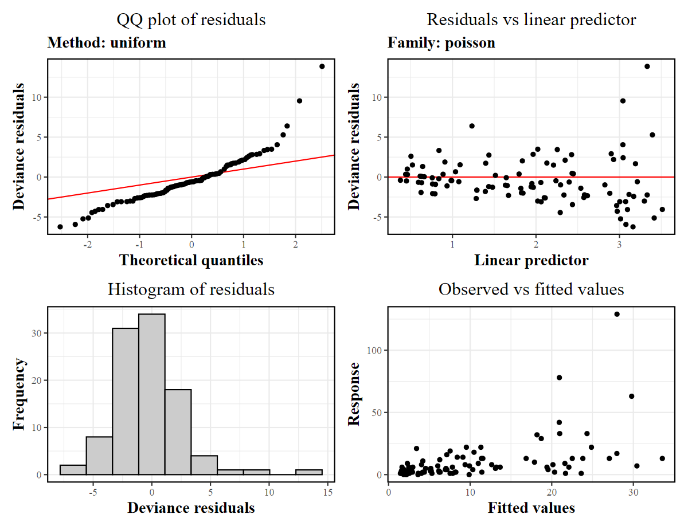 QQ plot of residuals
Method: uniform
Deviance residuals
10
5
0
-5
-2
-1
0
1
2
Theoretical quantiles
Residuals vs linear predictor
Family: poisson
Deviance residuals
10
5
0
-5
1
2
3
Linear predictor
Histogram of residuals
Frequency
30
20
10
0
-5
0
5
10
15
Deviance residuals
Observed vs fitted values
Response
100
50
0
0
10
20
30
Fitted values